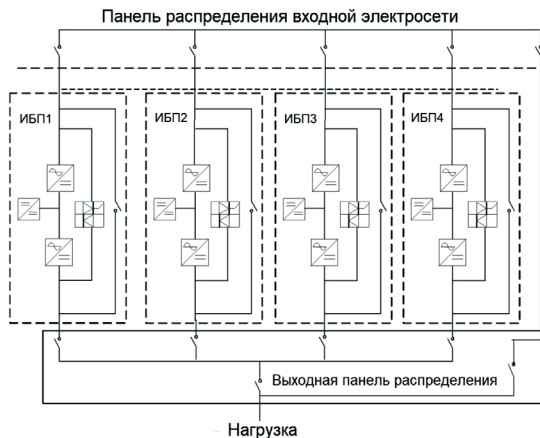 Панель распределения входной электросети
ИБП1
ИБП2
ИБП3
ИБП4
Выходная панель распределения
Нагрузка